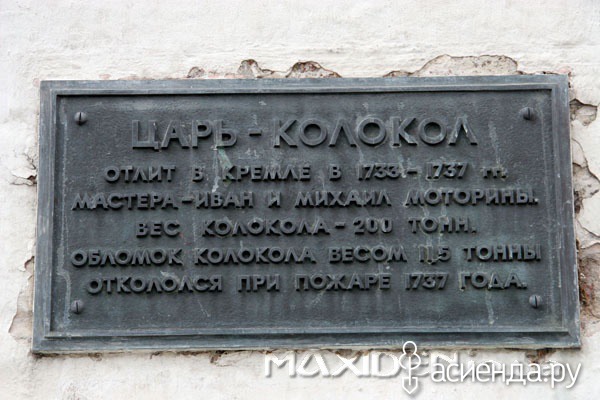 ЦАРЬ-КОЛОКОЛ
ОТЛИТ В КРЕМЛЕ В 1733-1737 гг.
МАСТЕРА-ИВАН И МИХАИЛ МОТОРИНЫ.
ВЕС КОЛОКОЛА-200 ТОНН.
ОБЛОМОК КОЛОКОЛА ВЕСОМ 11,5 ТОННЫ
ОТКОЛОЛСЯ ПРИ ПОЖАРЕ 1737 ГОДА.
асиенда.ру